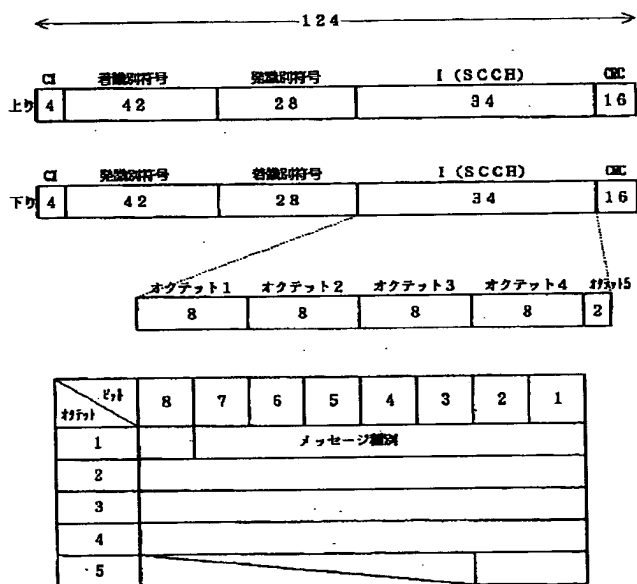 124
CI 着識別符号 発識別符号 I (SCCH) CRC
上り 4 42 28 34 16
CI 発識別符号 着識別符号 I (SCCH) CRC
下り 4 42 28 34 16
オクテット1 オクテット2 オクテット3 オクテット4 オクテット5
8 8 8 8 2
ビット
オクテット 8 7 6 5 4 3 2 1
1 メッセージ種別
2
3
4
5